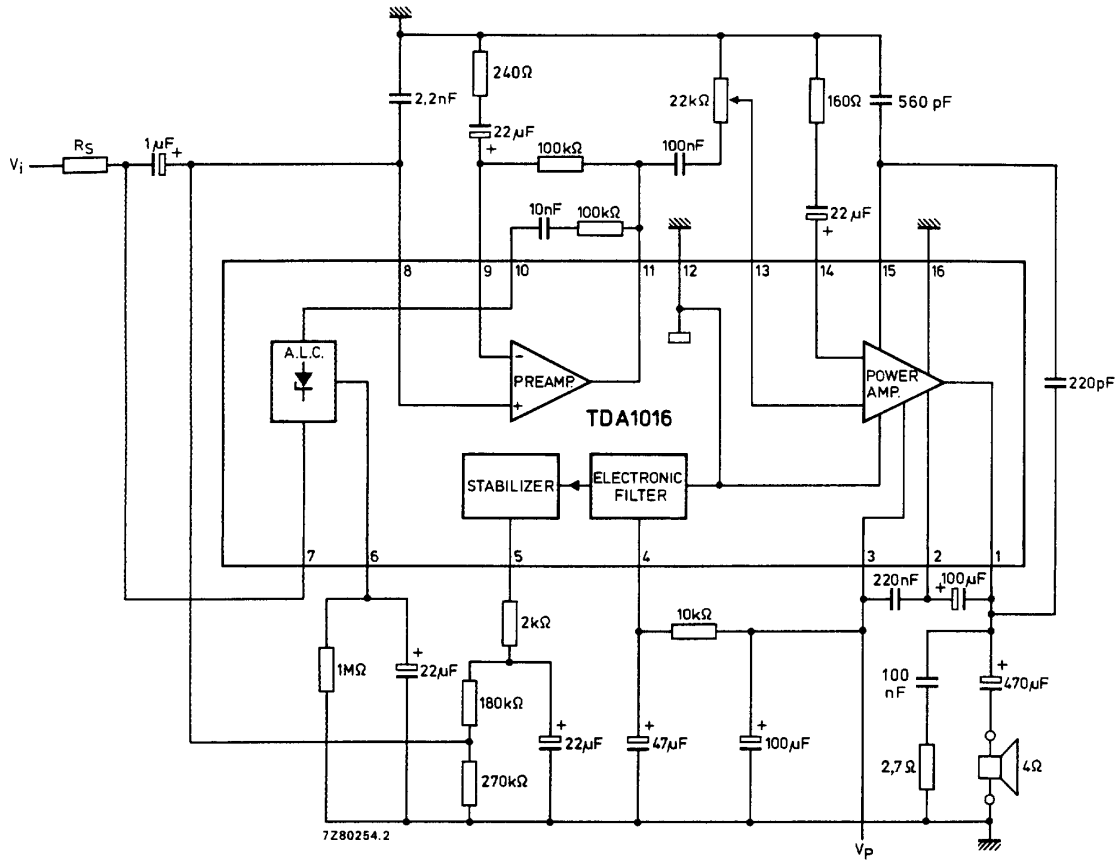 240Ω
2,2nF
22kΩ
160Ω
560 pF
Vi
RS
1µF
+
22µF
+
100kΩ
100nF
10nF
100kΩ
22µF
+
8
9
10
11
12
13
14
15
16
A.L.C.
−
PREAMP.
+
POWER
AMP.
220pF
TDA1016
STABILIZER
ELECTRONIC
FILTER
7
6
5
4
3
2
1
220nF
+
100µF
2kΩ
10kΩ
1MΩ
+
22µF
180kΩ
+
22µF
+
47µF
+
100µF
100
nF
+
470µF
270kΩ
2,7Ω
4Ω
7Z80254.2
VP